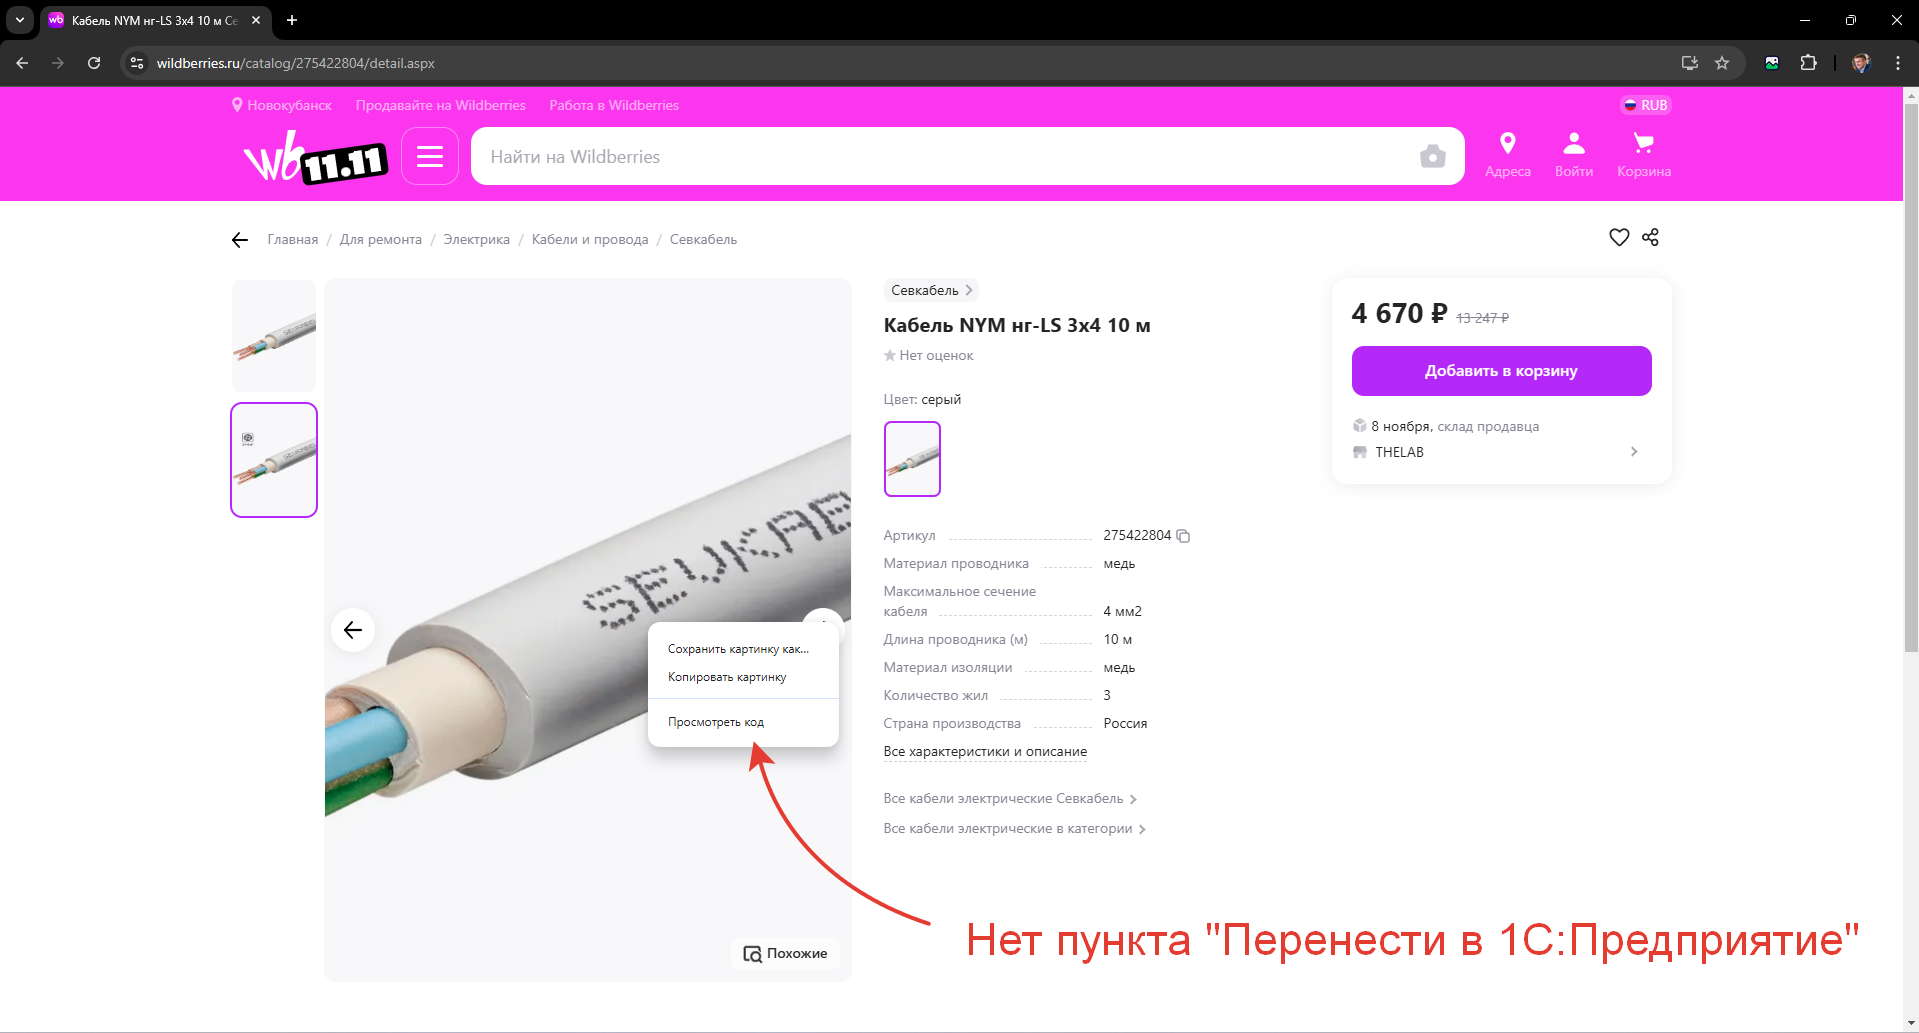 Кабель NYM нг-LS 3х4 10 м Се
wildberries.ru/catalog/275422804/detail.aspx
Новокубанск
Продавайте на Wildberries
Работа в Wildberries
RUB
wb 11.11
Найти на Wildberries
Адреса
Войти
Корзина
Главная / Для ремонта / Электрика / Кабели и провода / Севкабель
Севкабель
Кабель NYM нг-LS 3х4 10 м
Нет оценок
Цвет: серый
4 670 ₽ 13 247 ₽
Добавить в корзину
8 ноября, склад продавца
THELAB
SEVKAB
Сохранить картинку как...
Копировать картинку
Просмотреть код
Похожие
Артикул 275422804
Материал проводника медь
Максимальное сечение
кабеля 4 мм2
Длина проводника (м) 10 м
Материал изоляции медь
Количество жил 3
Страна производства Россия
Все характеристики и описание
Все кабели электрические Севкабель
Все кабели электрические в категории
Нет пункта "Перенести в 1С:Предприятие"